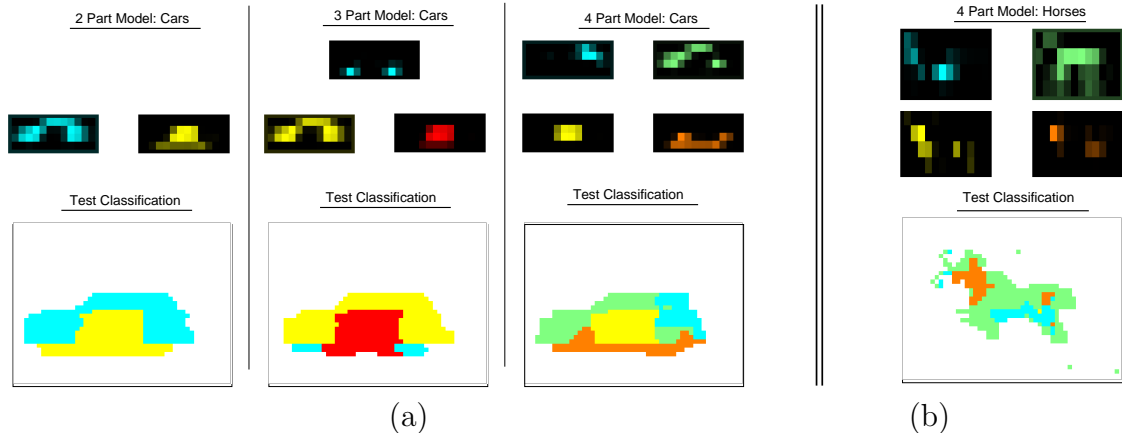 2 Part Model: Cars
3 Part Model: Cars
4 Part Model: Cars
4 Part Model: Horses
Test Classification
Test Classification
Test Classification
Test Classification
(a)
(b)